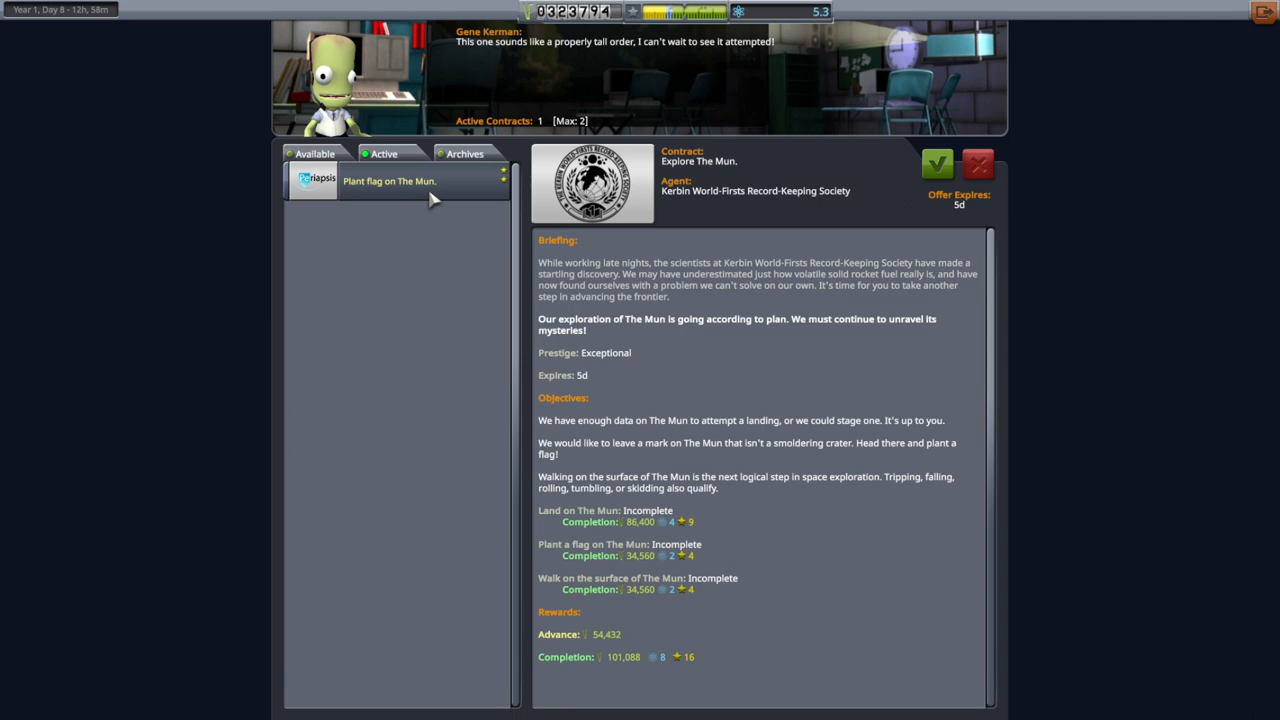 Year 1, Day 8 - 12h, 58m
0323794
5.3
Gene Kerman:
This one sounds like a properly tall order, I can't wait to see it attempted!
Active Contracts: 1 [Max: 2]
Available
Active
Archives
Periapsis
Plant flag on The Mun.
Contract:
Explore The Mun.
Agent:
Kerbin World-Firsts Record-Keeping Society
Offer Expires:
5d
Briefing:
While working late nights, the scientists at Kerbin World-Firsts Record-Keeping Society have made a
startling discovery. We may have underestimated just how volatile solid rocket fuel really is, and have
now found ourselves with a problem we can't solve on our own. It's time for you to take another
step in advancing the frontier.
Our exploration of The Mun is going according to plan. We must continue to unravel its
mysteries!
Prestige: Exceptional
Expires: 5d
Objectives:
We have enough data on The Mun to attempt a landing, or we could stage one. It's up to you.
We would like to leave a mark on The Mun that isn't a smoldering crater. Head there and plant a
flag!
Walking on the surface of The Mun is the next logical step in space exploration. Tripping, falling,
rolling, tumbling, or skidding also qualify.
Land on The Mun: Incomplete
Completion: 86,400 4 9
Plant a flag on The Mun: Incomplete
Completion: 34,560 2 4
Walk on the surface of The Mun: Incomplete
Completion: 34,560 2 4
Rewards:
Advance: 54,432
Completion: 101,088 8 16